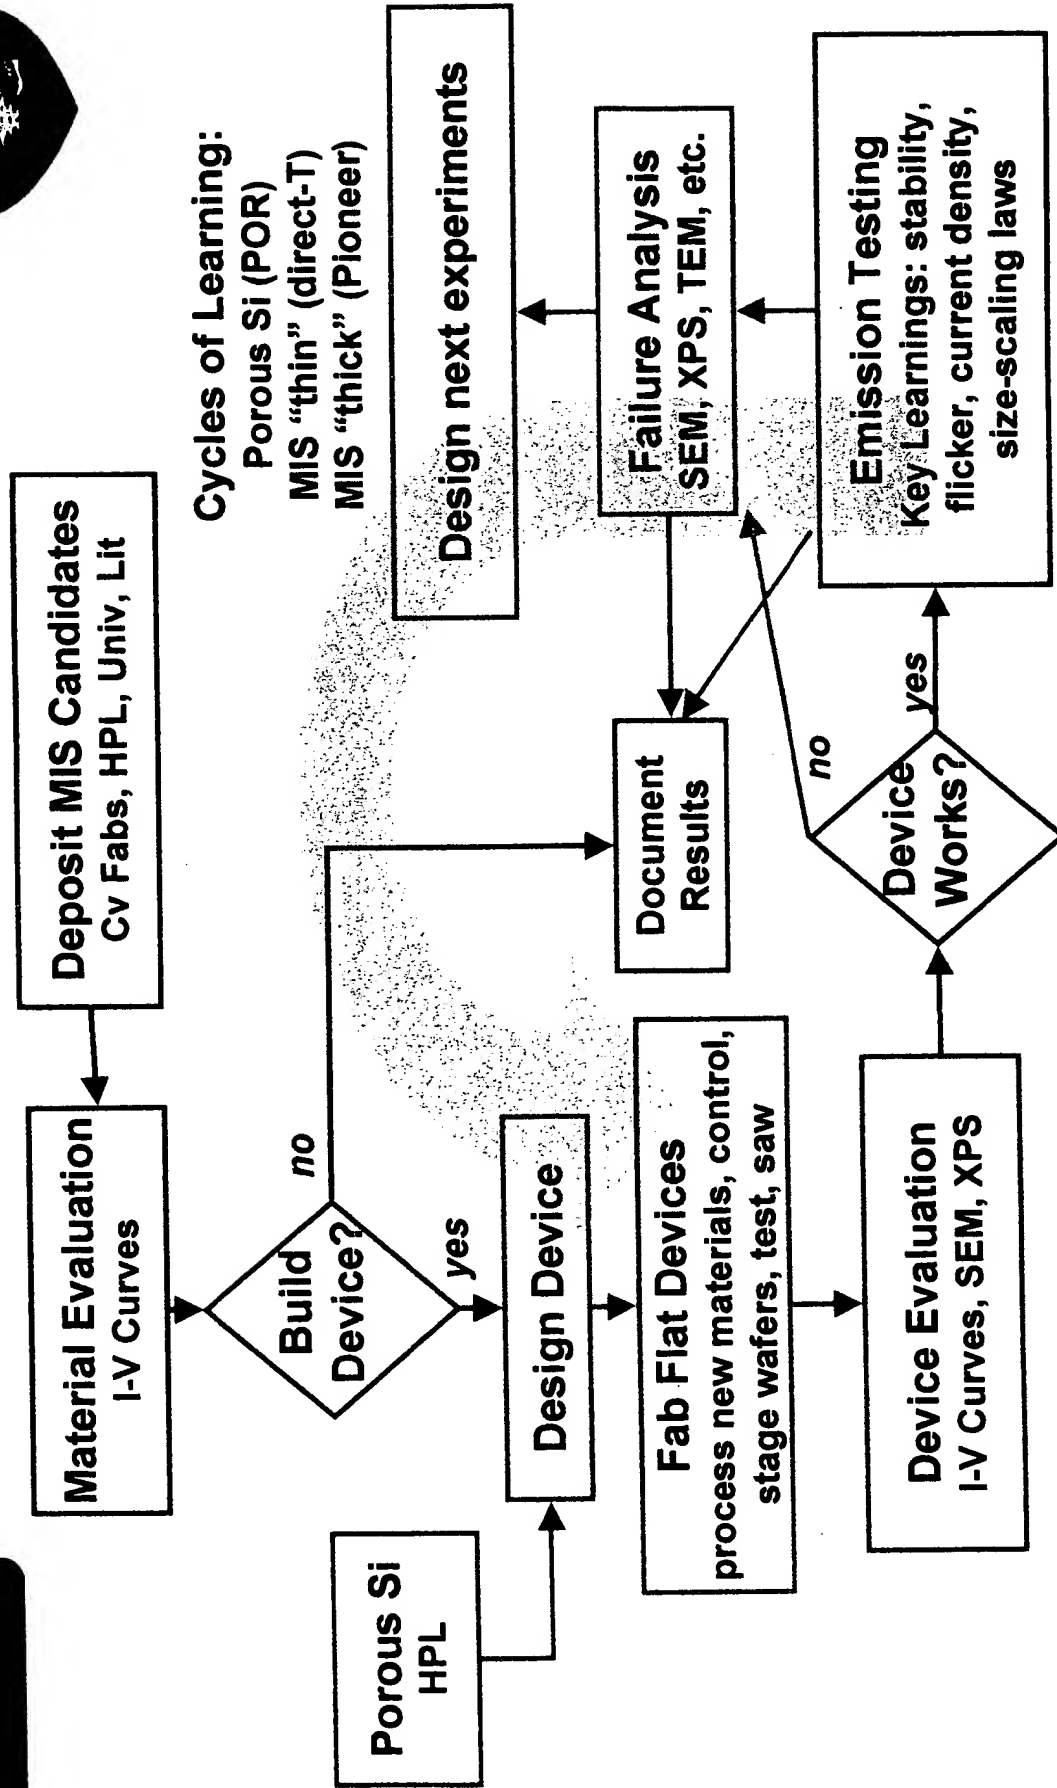 Deposit MIS Candidates
Cv Fabs, HPL, Univ, Lit
Material Evaluation
I-V Curves
Cycles of Learning:
Porous Si (POR)
MIS “thin” (direct-T)
MIS “thick” (Pioneer)
Build
Device?
no
yes
Porous Si
HPL
Design Device
Fab Flat Devices
process new materials, control,
stage wafers, test, saw
Device Evaluation
I-V Curves, SEM, XPS
Device
Works?
no
yes
Emission Testing
Key Learnings: stability,
flicker, current density,
size-scaling laws
Failure Analysis
SEM, XPS, TEM, etc.
Document
Results
Design next experiments